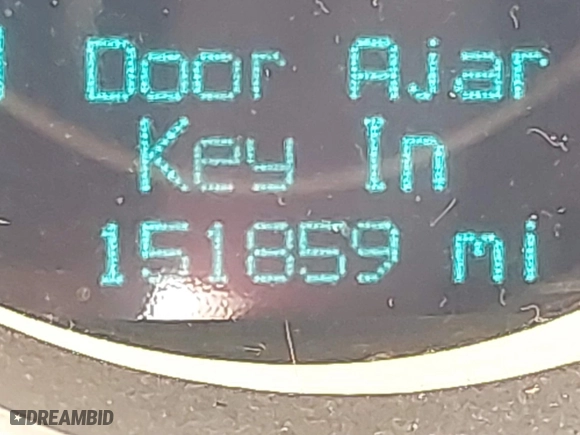 Door Ajar
Key In
151859 mi
DREAMBID